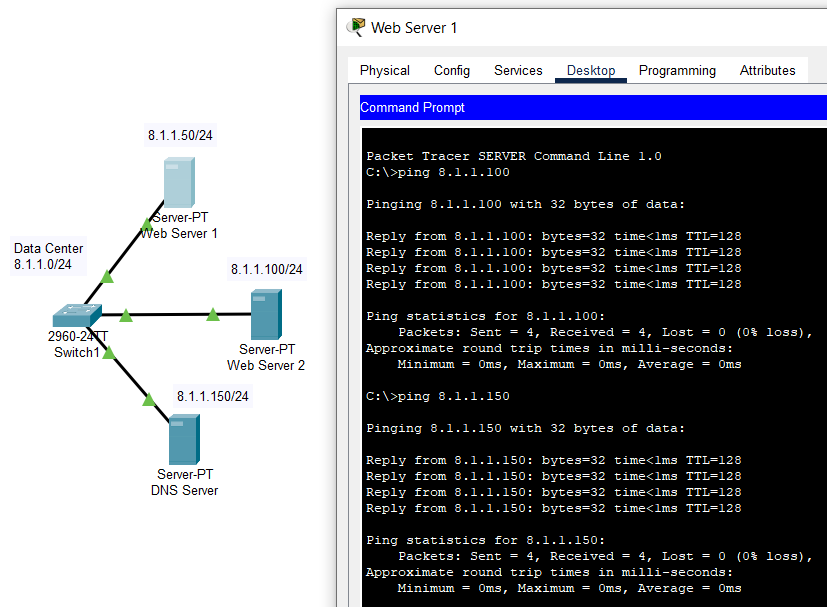 8.1.1.50/24
Server-PT
Web Server 1
Data Center
8.1.1.0/24
8.1.1.100/24
2960-24TT
Switch1
Server-PT
Web Server 2
8.1.1.150/24
Server-PT
DNS Server
Web Server 1
Physical Config Services Desktop Programming Attributes
Command Prompt
Packet Tracer SERVER Command Line 1.0
C:\>ping 8.1.1.100
Pinging 8.1.1.100 with 32 bytes of data:
Reply from 8.1.1.100: bytes=32 time<1ms TTL=128
Reply from 8.1.1.100: bytes=32 time<1ms TTL=128
Reply from 8.1.1.100: bytes=32 time<1ms TTL=128
Reply from 8.1.1.100: bytes=32 time<1ms TTL=128
Ping statistics for 8.1.1.100:
Packets: Sent = 4, Received = 4, Lost = 0 (0% loss),
Approximate round trip times in milli-seconds:
Minimum = 0ms, Maximum = 0ms, Average = 0ms
C:\>ping 8.1.1.150
Pinging 8.1.1.150 with 32 bytes of data:
Reply from 8.1.1.150: bytes=32 time<1ms TTL=128
Reply from 8.1.1.150: bytes=32 time<1ms TTL=128
Reply from 8.1.1.150: bytes=32 time<1ms TTL=128
Reply from 8.1.1.150: bytes=32 time<1ms TTL=128
Ping statistics for 8.1.1.150:
Packets: Sent = 4, Received = 4, Lost = 0 (0% loss),
Approximate round trip times in milli-seconds:
Minimum = 0ms, Maximum = 0ms, Average = 0ms